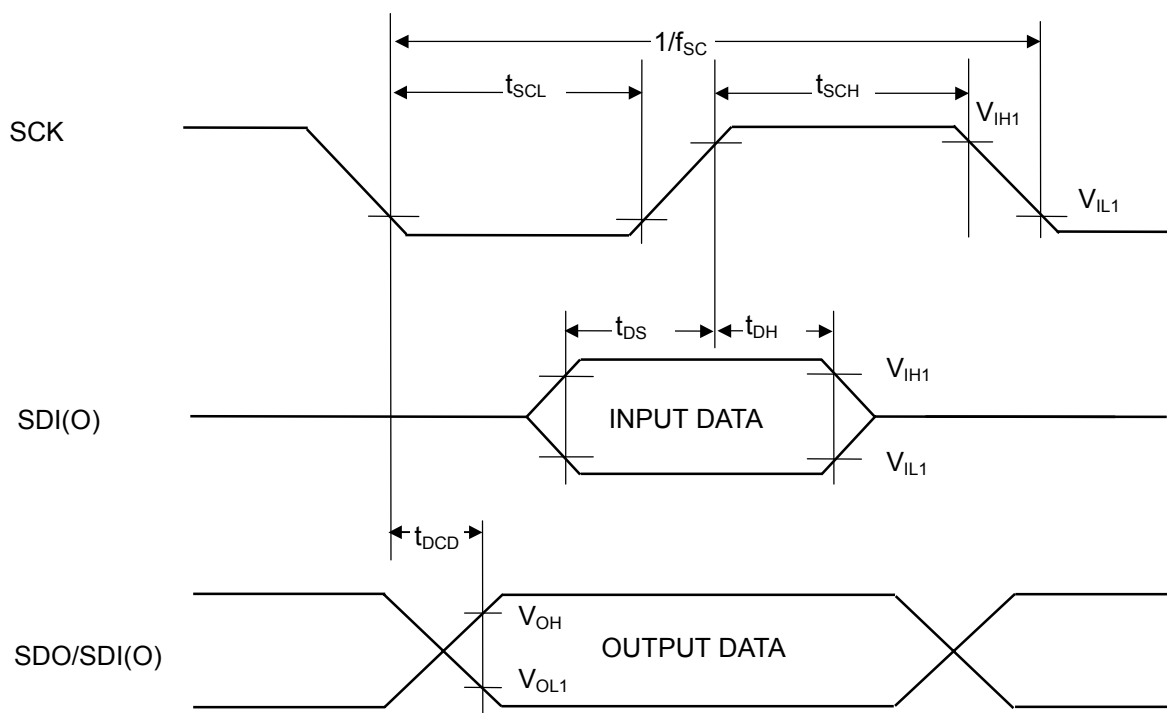 1/fSC
tSCL
tSCH
SCK
VIH1
VIL1
tDS
tDH
VIH1
SDI(O)
INPUT DATA
VIL1
tDCD
VOH
SDO/SDI(O)
OUTPUT DATA
VOL1